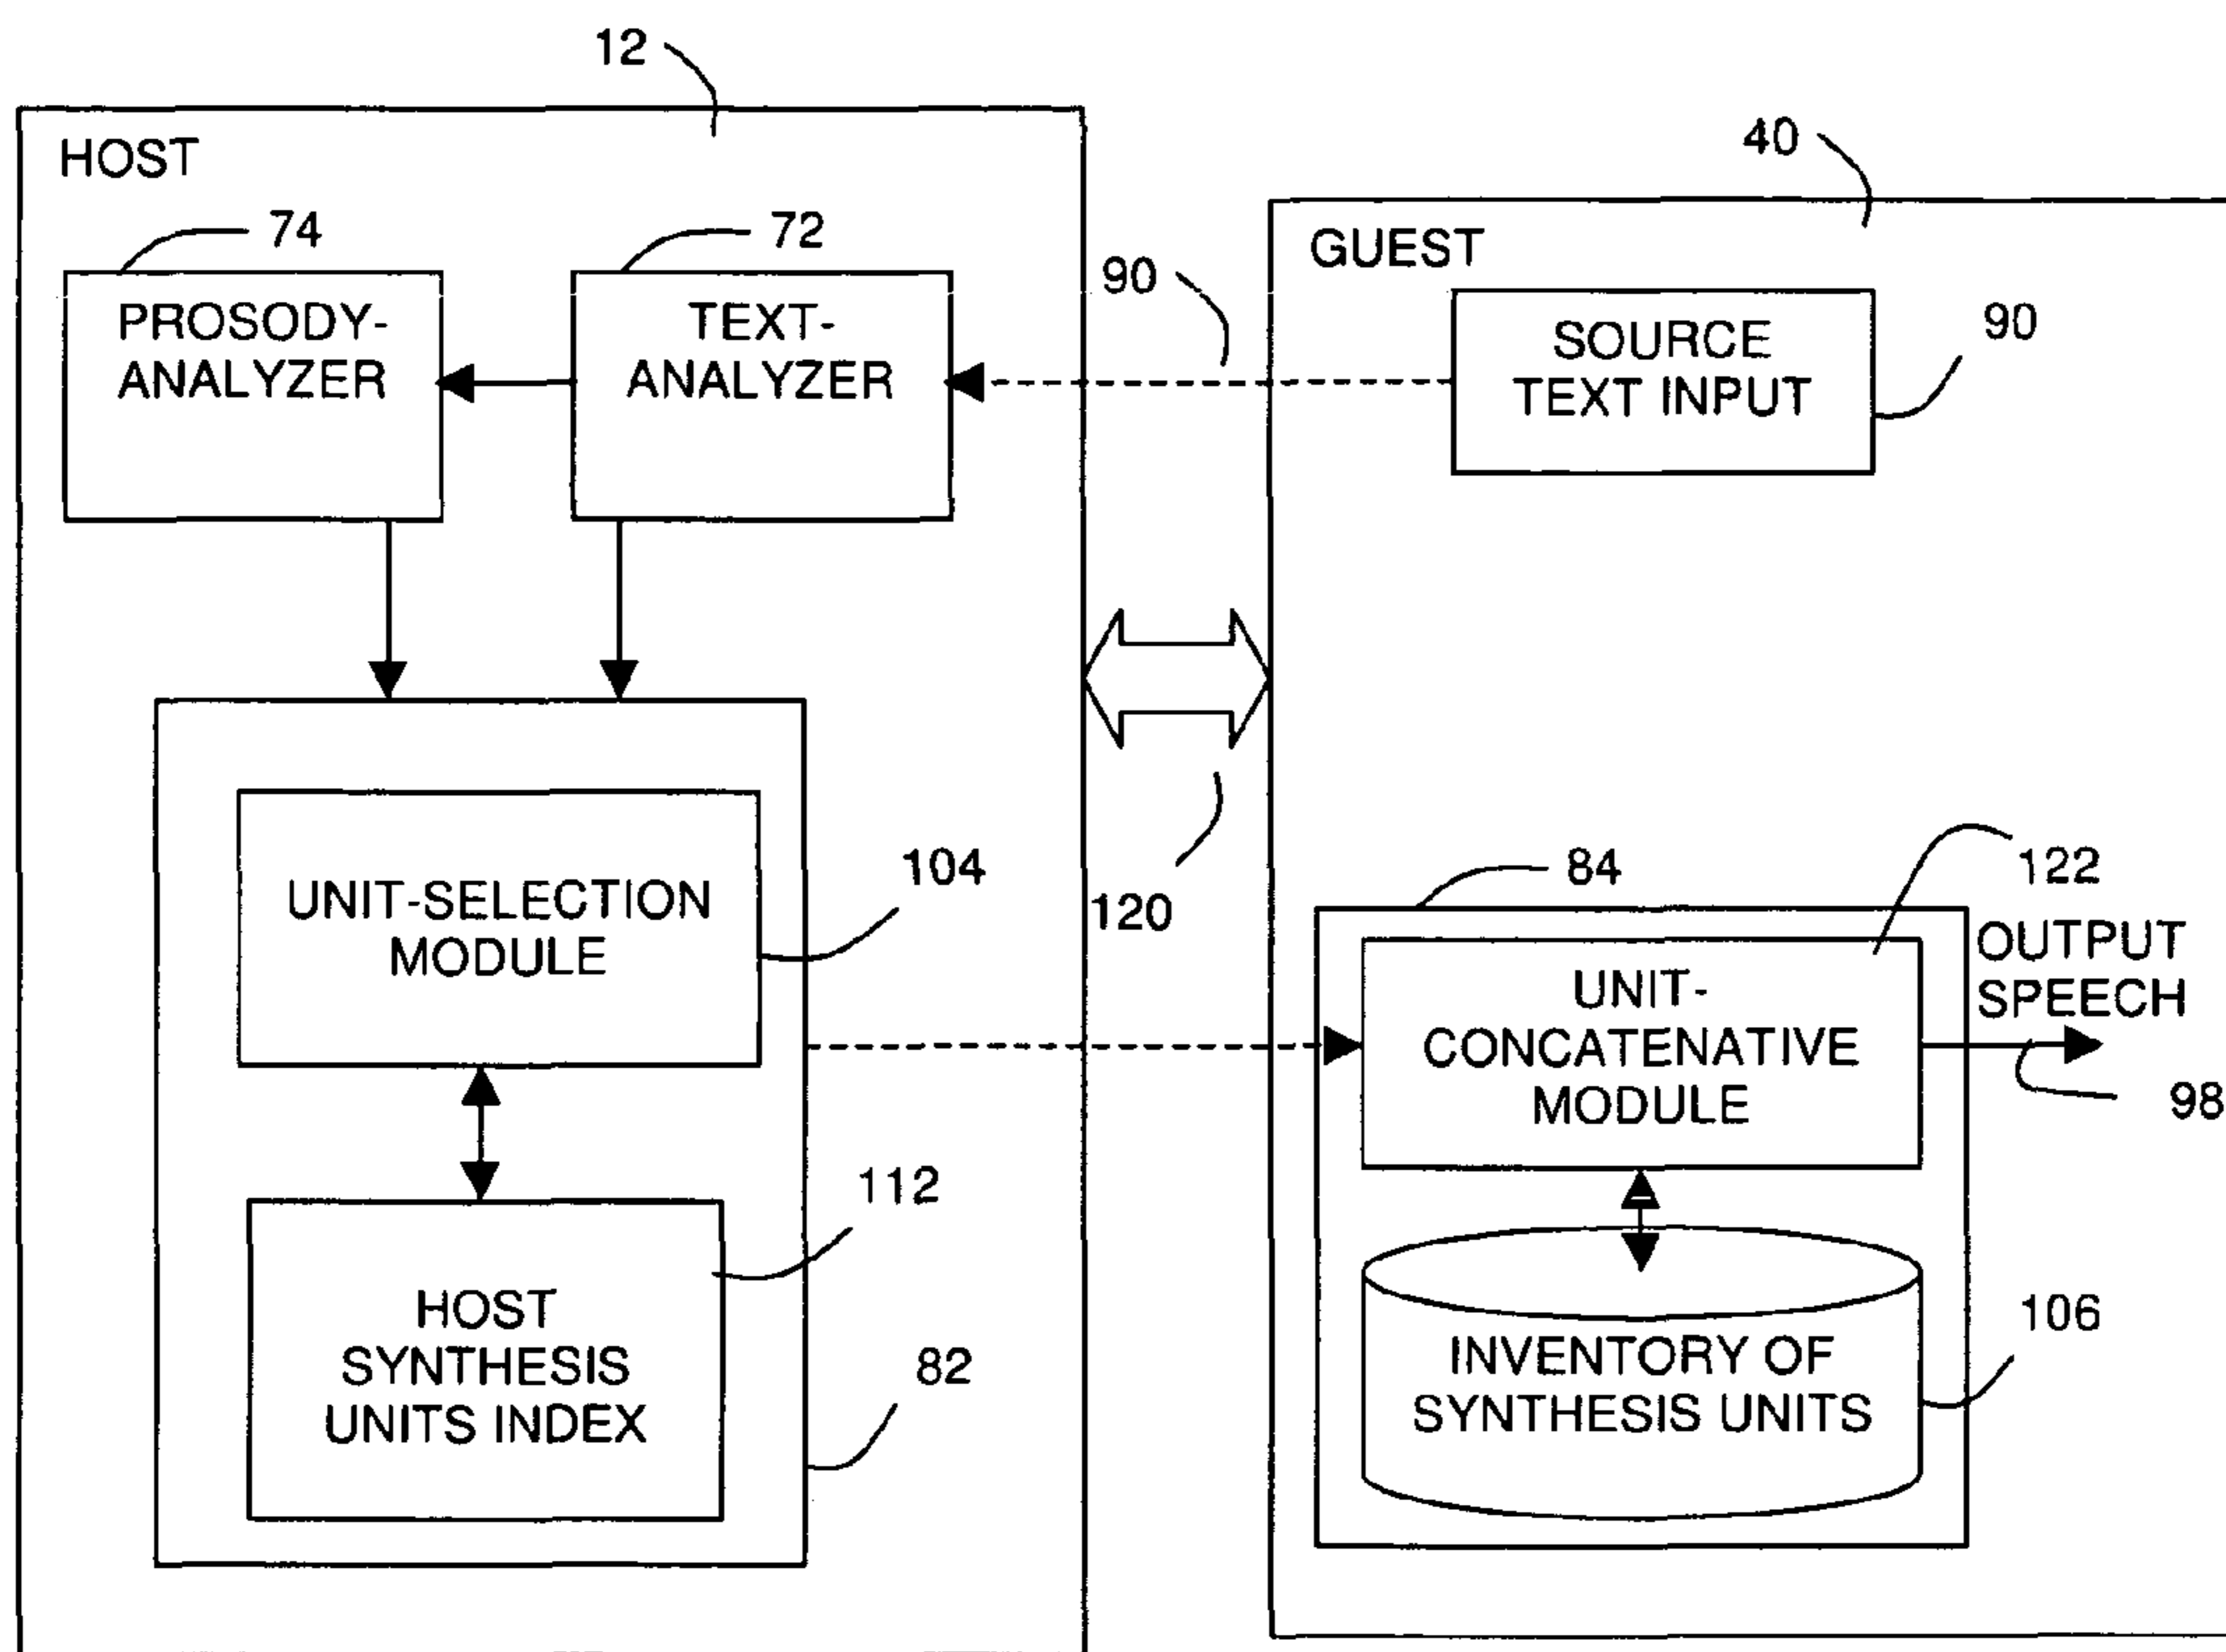 12
HOST
40
GUEST
74
72
90
PROSODY-
ANALYZER
TEXT-
ANALYZER
SOURCE
TEXT INPUT
90
UNIT-SELECTION
MODULE
104
120
84
122
OUTPUT
SPEECH
UNIT-
CONCATENATIVE
MODULE
98
112
HOST
SYNTHESIS
UNITS INDEX
82
INVENTORY OF
SYNTHESIS UNITS
106